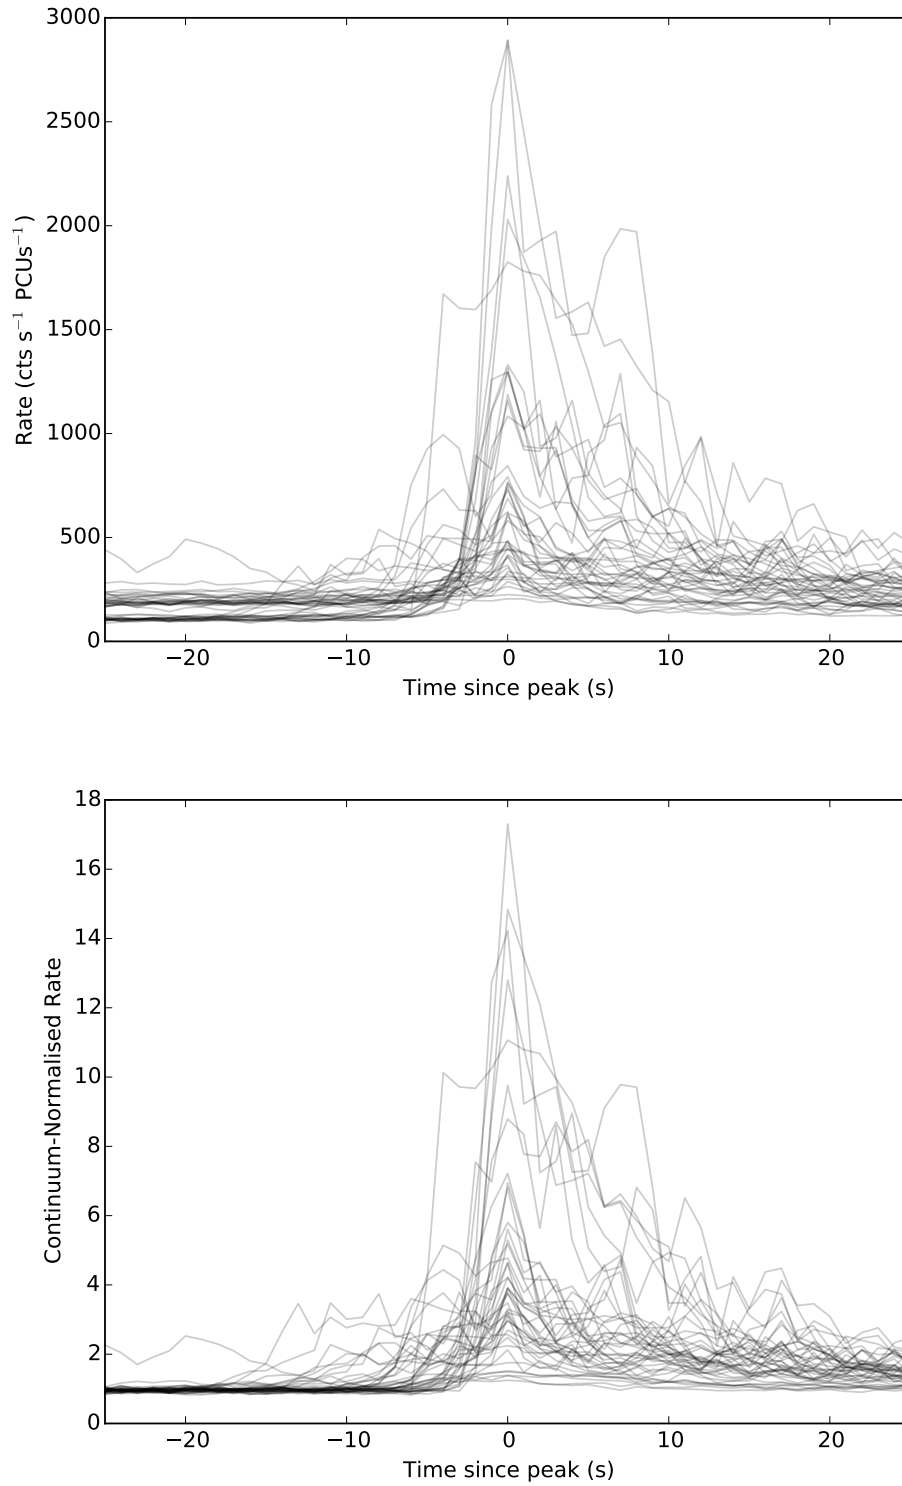 3000
2500
2000
1500
1000
500
0
Rate (cts s⁻¹ PCUs⁻¹)
−20 −10 0 10 20
Time since peak (s)
18
16
14
12
10
8
6
4
2
0
Continuum-Normalised Rate
−20 −10 0 10 20
Time since peak (s)